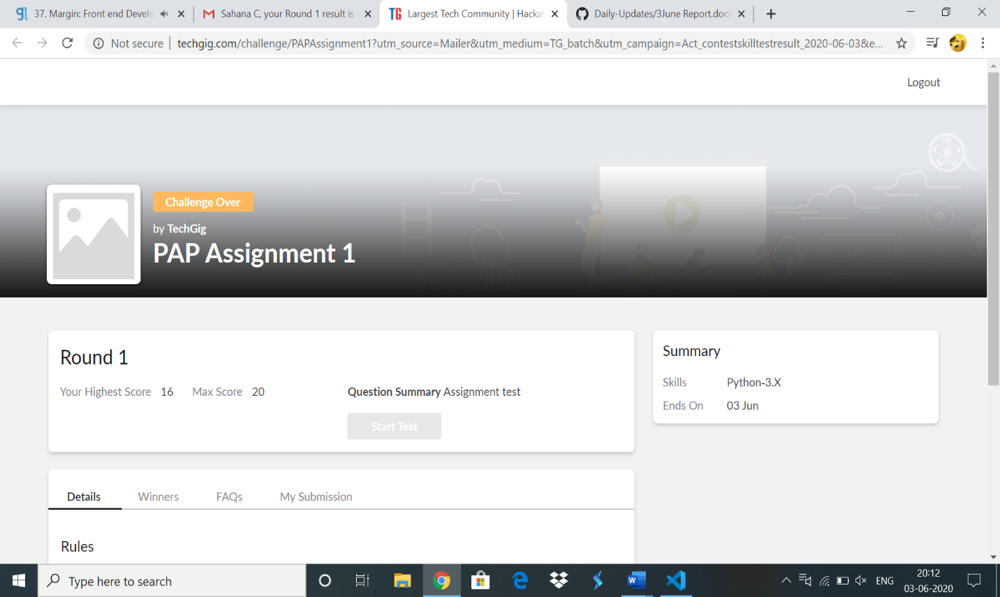 37. Margin: Front end Develo
Sahana C, your Round 1 result is
TG Largest Tech Community | Hacka
Daily-Updates/3June Report.doc
Not secure | techgig.com/challenge/PAPAssignment1?utm_source=Mailer&utm_medium=TG_batch&utm_campaign=Act_contestskilltestresult_2020-06-03&e...
Logout
Challenge Over
by TechGig
PAP Assignment 1
Round 1
Your Highest Score 16 Max Score 20
Question Summary Assignment test
Start Test
Summary
Skills Python-3.X
Ends On 03 Jun
Details Winners FAQs My Submission
Rules
Type here to search
ENG
20:12
03-06-2020